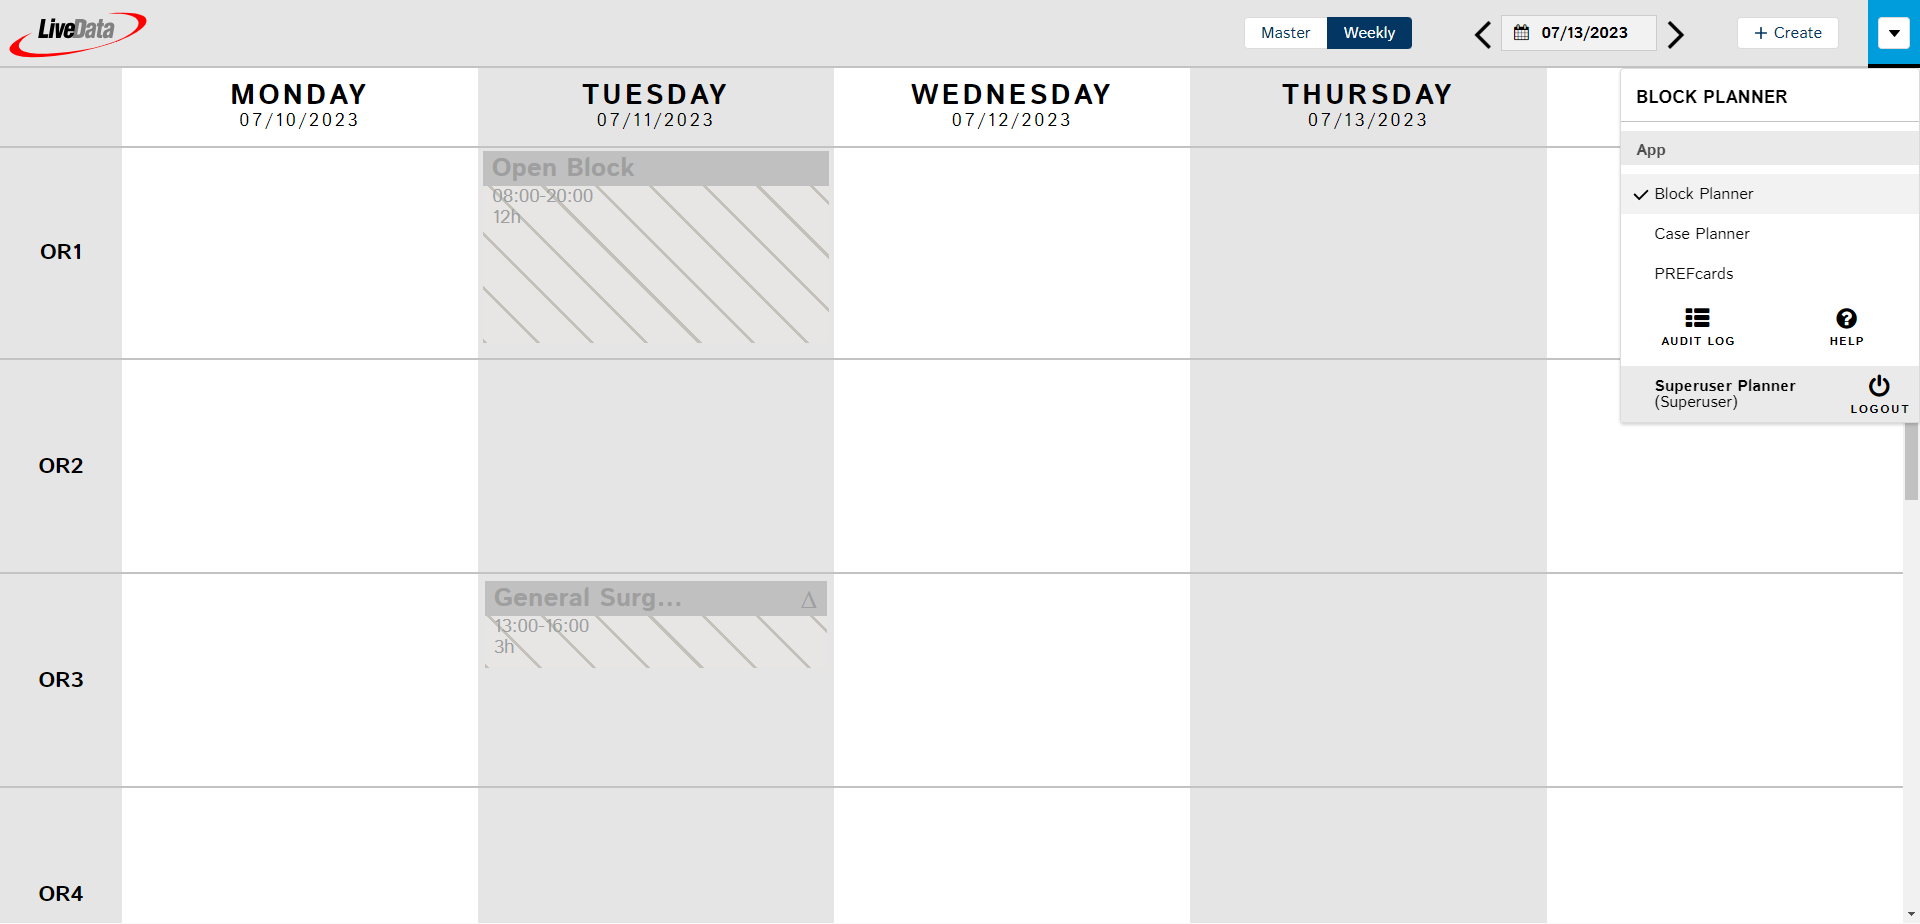 LiveData
Master
Weekly
07/13/2023
+ Create
MONDAY
07/10/2023
TUESDAY
07/11/2023
WEDNESDAY
07/12/2023
THURSDAY
07/13/2023
BLOCK PLANNER
App
Block Planner
Case Planner
PREFcards
AUDIT LOG
HELP
Superuser Planner
(Superuser)
LOGOUT
OR1
Open Block
08:00-20:00
12h
OR2
OR3
General Surg... Δ
13:00-16:00
3h
OR4